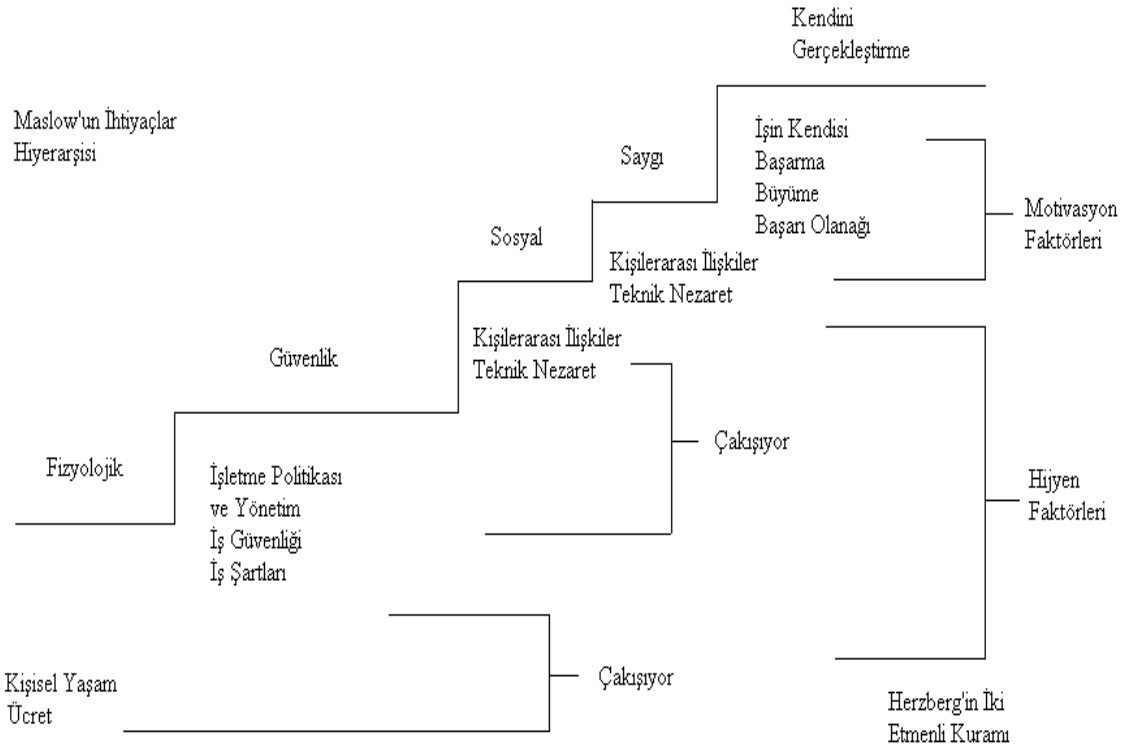 Kendini
Gerçekleştirme
Maslow'un İhtiyaçlar
Hiyerarşisi
Saygı
İşin Kendisi
Başarma
Büyüme
Başarı Olanağı
Motivasyon
Faktörleri
Sosyal
Kişilerarası İlişkiler
Teknik Nezaret
Güvenlik
Kişilerarası İlişkiler
Teknik Nezaret
Çakışıyor
Fizyolojik
İşletme Politikası
ve Yönetim
İş Güvenliği
İş Şartları
Hijyen
Faktörleri
Kişisel Yaşam
Ücret
Çakışıyor
Herzberg'in İki
Etmenli Kuramı